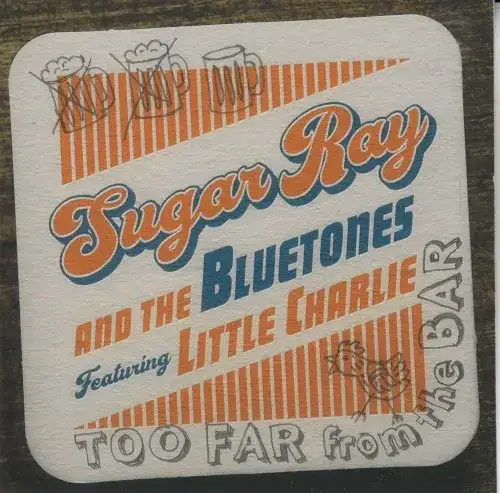 Sugar Ray
AND THE BLUETONES
Featuring LITTLE CHARLIE
TOO FAR from the BAR